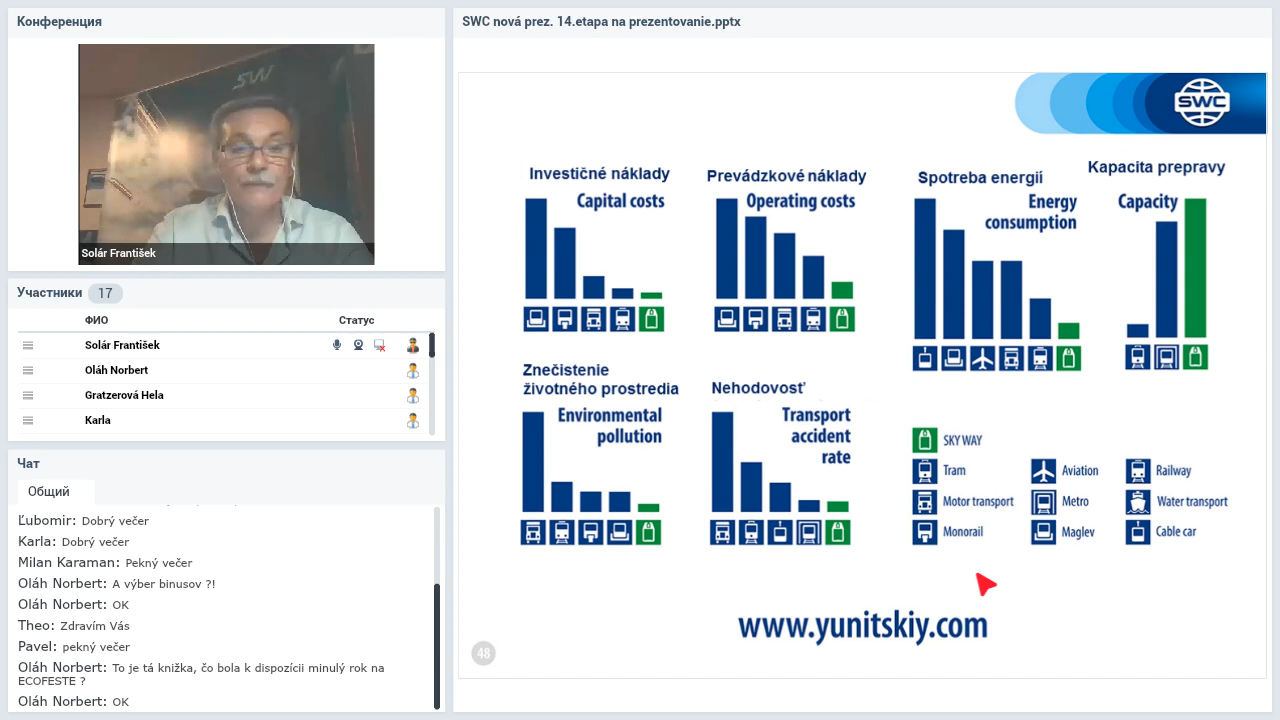 Конференция
SW
Solár František
Участники 17
ФИО Статус
Solár František
Oláh Norbert
Gratzerová Hela
Karla
Чат
Общий
Ľubomir: Dobrý večer
Karla: Dobrý večer
Milan Karaman: Pekný večer
Oláh Norbert: A výber binusov ?!
Oláh Norbert: OK
Theo: Zdravím Vás
Pavel: pekný večer
Oláh Norbert: To je tá knižka, čo bola k dispozícii minulý rok na
ECOFESTE ?
Oláh Norbert: OK
SWC nová prez. 14.etapa na prezentovanie.pptx
SWC
Investičné náklady
Capital costs
Prevádzkové náklady
Operating costs
Spotreba energií
Energy
consumption
Kapacita prepravy
Capacity
Znečistenie
životného prostredia
Environmental
pollution
Nehodovosť
Transport
accident
rate
SKY WAY
Tram
Aviation
Railway
Motor transport
Metro
Water transport
Monorail
Maglev
Cable car
www.yunitskiy.com
48